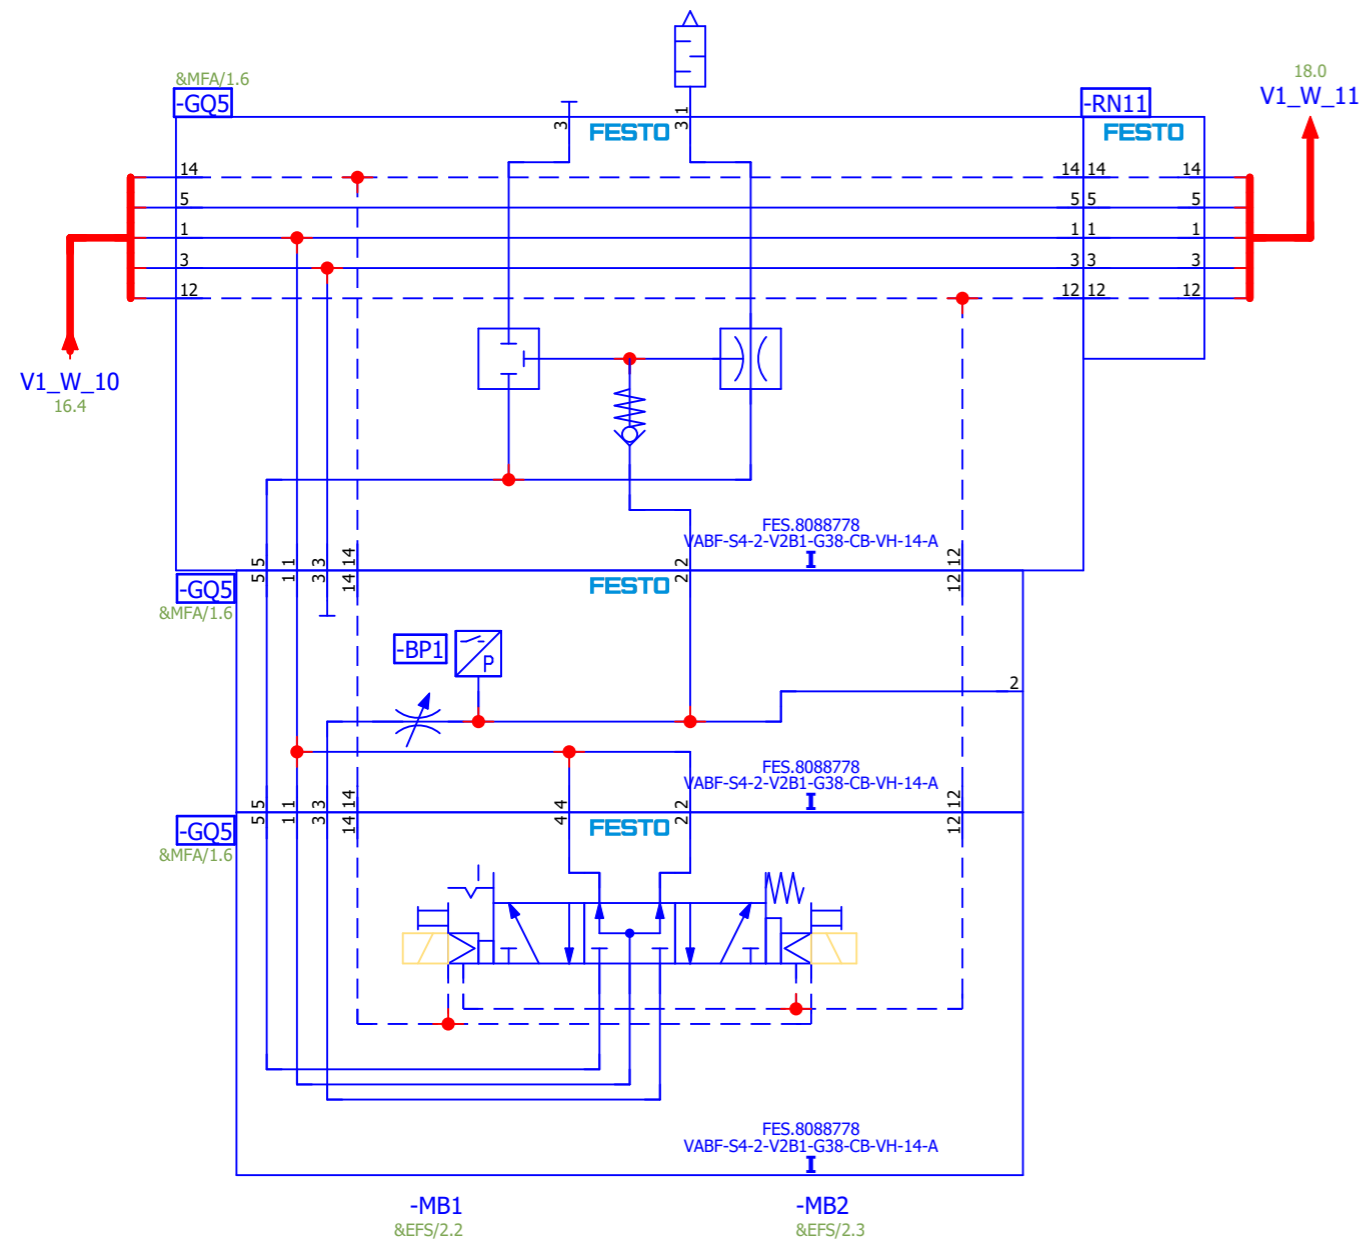 18.0
V1_W_11
&MFA/1.6
-GQ5
-RN11
3
FESTO
3 1
FESTO
14
14 14
14
5
5 5
5
1
1 1
1
3
3 3
3
12
12 12
12
V1_W_10
16.4
FES.8088778
VABF-S4-2-V2B1-G38-CB-VH-14-A
I
5 5
1 1
3 3
14 14
2 2
12 12
-GQ5
&MFA/1.6
FESTO
-BP1
P
2
FES.8088778
VABF-S4-2-V2B1-G38-CB-VH-14-A
I
5 5
1 1
3 3
14 14
4 4
2 2
12 12
-GQ5
&MFA/1.6
FESTO
FES.8088778
VABF-S4-2-V2B1-G38-CB-VH-14-A
I
-MB1
&EFS/2.2
-MB2
&EFS/2.3